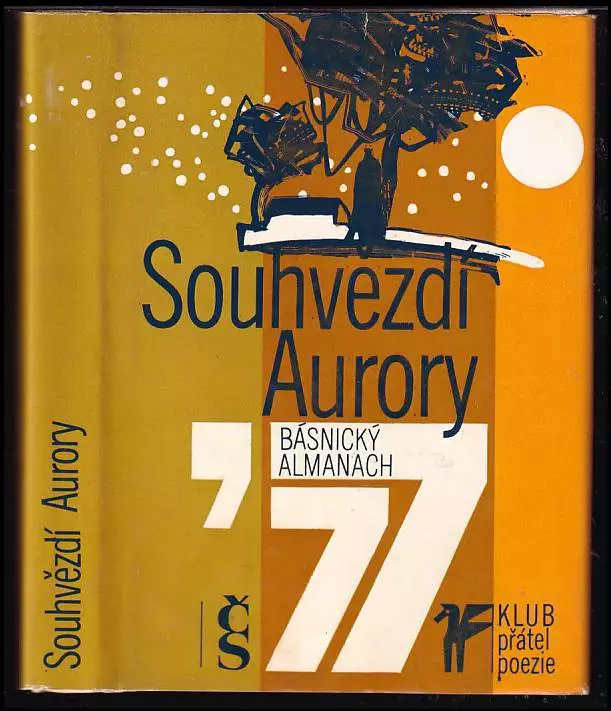 Souhvězdí Aurory
Souhvězdí
Aurory
BÁSNICKÝ
ALMANACH
'77
ČS
KLUB
přátel
poezie